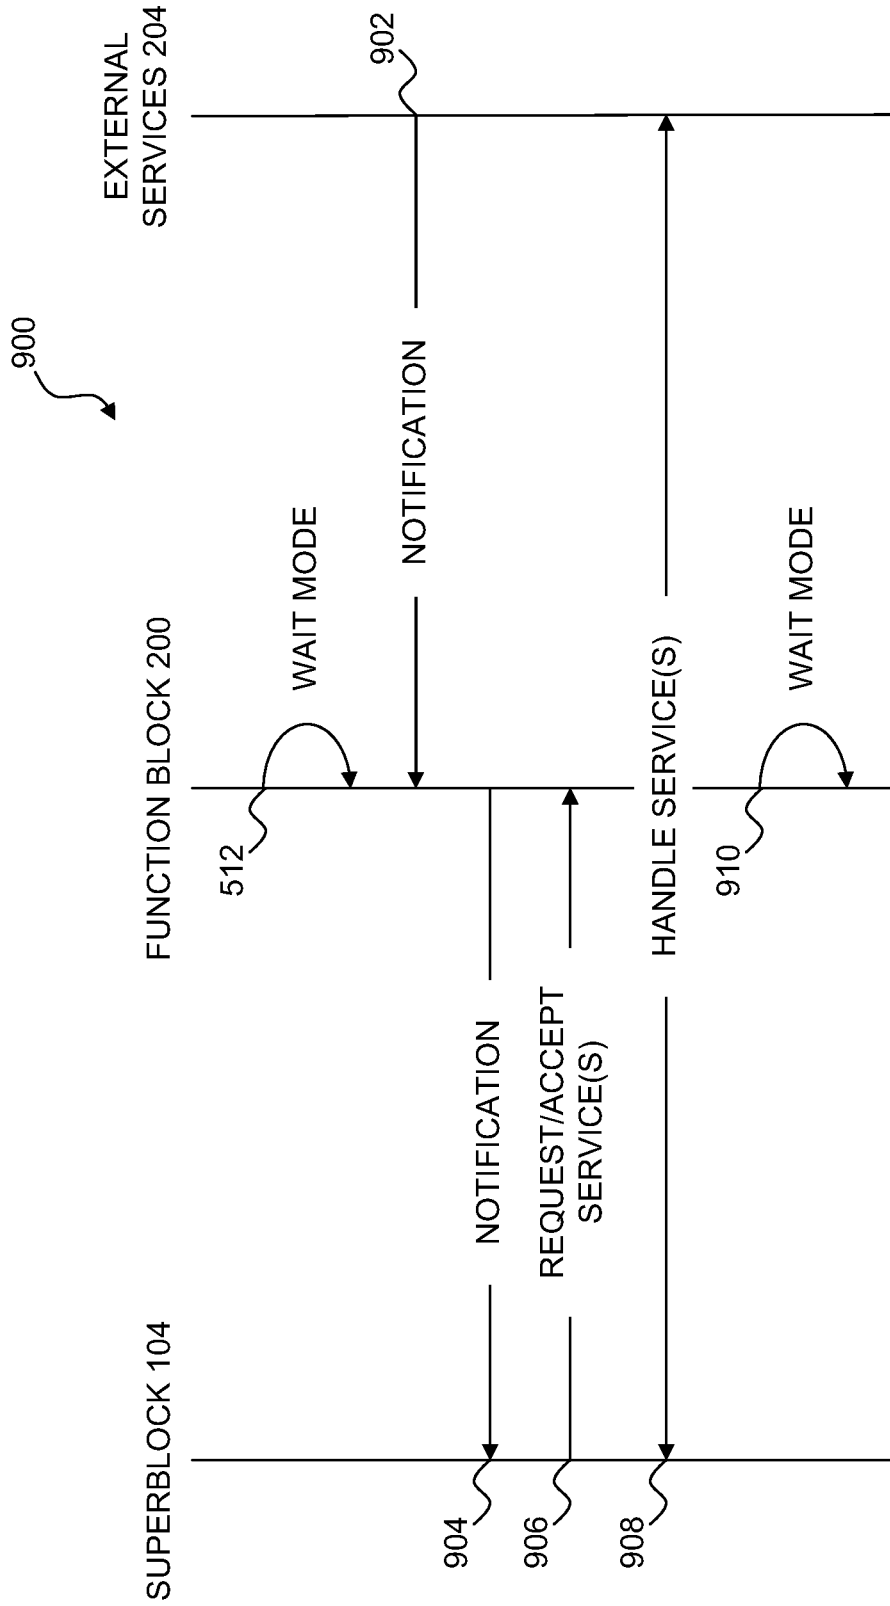 900
SUPERBLOCK 104
FUNCTION BLOCK 200
EXTERNAL
SERVICES 204
512
WAIT MODE
902
NOTIFICATION
904
NOTIFICATION
906
REQUEST/ACCEPT
SERVICE(S)
908
HANDLE SERVICE(S)
910
WAIT MODE